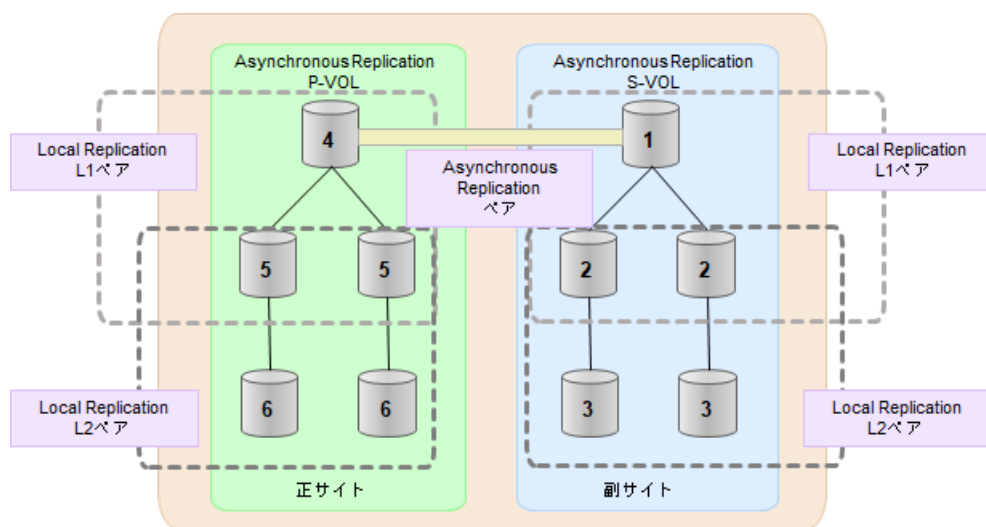 Asynchronous Replication
P-VOL
Asynchronous Replication
S-VOL
4
1
Local Replication
L1ペア
Local Replication
L1ペア
Asynchronous
Replication
ペア
5
5
2
2
6
6
3
3
Local Replication
L2ペア
Local Replication
L2ペア
正サイト
副サイト